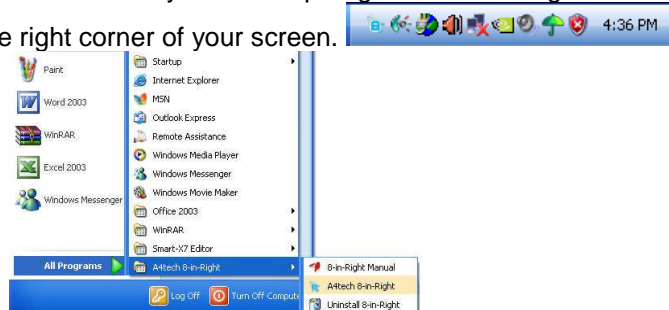 e right corner of your screen.
4:36 PM
Paint
Word 2003
WinRAR
Excel 2003
Windows Messenger
All Programs
Startup
Internet Explorer
MSN
Outlook Express
Remote Assistance
Windows Media Player
Windows Messenger
Windows Movie Maker
Office 2003
WinRAR
Smart-X7 Editor
A4tech 8-in-Right
8-in-Right Manual
A4tech 8-in-Right
Uninstall 8-in-Right
Log Off
Turn Off Compute